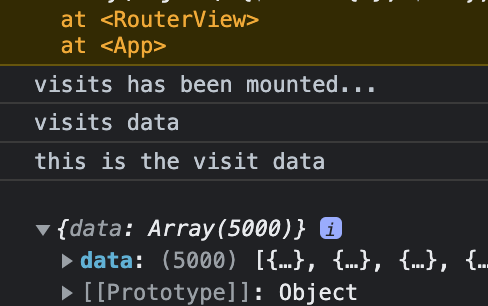 at <RouterView>
at <App>
visits has been mounted...
visits data
this is the visit data
▼{data: Array(5000)} i
▶data: (5000) [{…}, {…}, {…}, {…
▶[[Prototype]]: Object